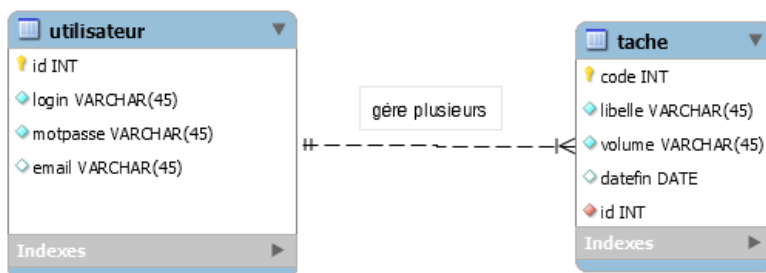 utilisateur
id INT
login VARCHAR(45)
motpasse VARCHAR(45)
email VARCHAR(45)
Indexes
gère plusieurs
tache
code INT
libelle VARCHAR(45)
volume VARCHAR(45)
datefin DATE
id INT
Indexes